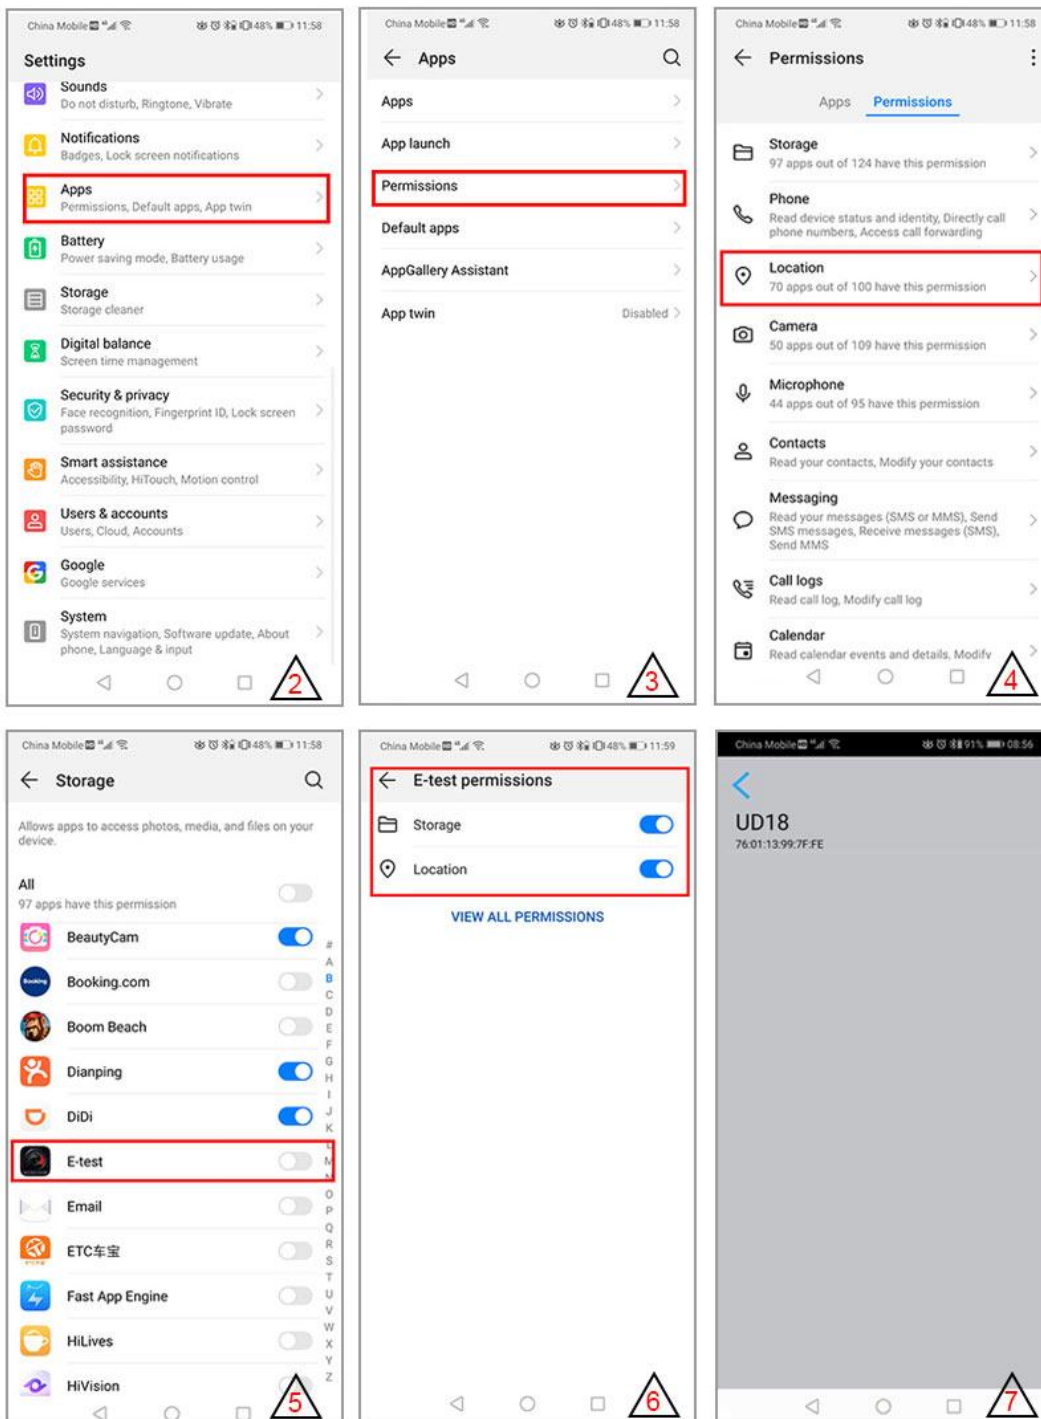 China Mobile 48% 11:58
Settings
Sounds
Do not disturb, Ringtone, Vibrate
Notifications
Badges, Lock screen notifications
Apps
Permissions, Default apps, App twin
Battery
Power saving mode, Battery usage
Storage
Storage cleaner
Digital balance
Screen time management
Security & privacy
Face recognition, Fingerprint ID, Lock screen
password
Smart assistance
Accessibility, HiTouch, Motion control
Users & accounts
Users, Cloud, Accounts
Google
Google services
System
System navigation, Software update, About
phone, Language & input
2
China Mobile 48% 11:58
Apps
Apps
App launch
Permissions
Default apps
AppGallery Assistant
App twin Disabled
3
China Mobile 48% 11:58
Permissions
Apps Permissions
Storage
97 apps out of 124 have this permission
Phone
Read device status and identity, Directly call
phone numbers, Access call forwarding
Location
70 apps out of 100 have this permission
Camera
50 apps out of 109 have this permission
Microphone
44 apps out of 95 have this permission
Contacts
Read your contacts, Modify your contacts
Messaging
Read your messages (SMS or MMS), Send
SMS messages, Receive messages (SMS),
Send MMS
Call logs
Read call log, Modify call log
Calendar
Read calendar events and details, Modify
4
China Mobile 48% 11:58
Storage
Allows apps to access photos, media, and files on your
device.
All
97 apps have this permission
BeautyCam
Booking.com
Boom Beach
Dianping
DiDi
E-test
Email
ETC车宝
Fast App Engine
HiLives
HiVision
#
A
B
C
D
E
F
G
H
I
J
K
L
M
N
O
P
Q
R
S
T
U
V
W
X
Y
Z
5
China Mobile 48% 11:59
E-test permissions
Storage
Location
VIEW ALL PERMISSIONS
6
China Mobile 91% 08:56
UD18
76:01:13:99:7F:FE
7